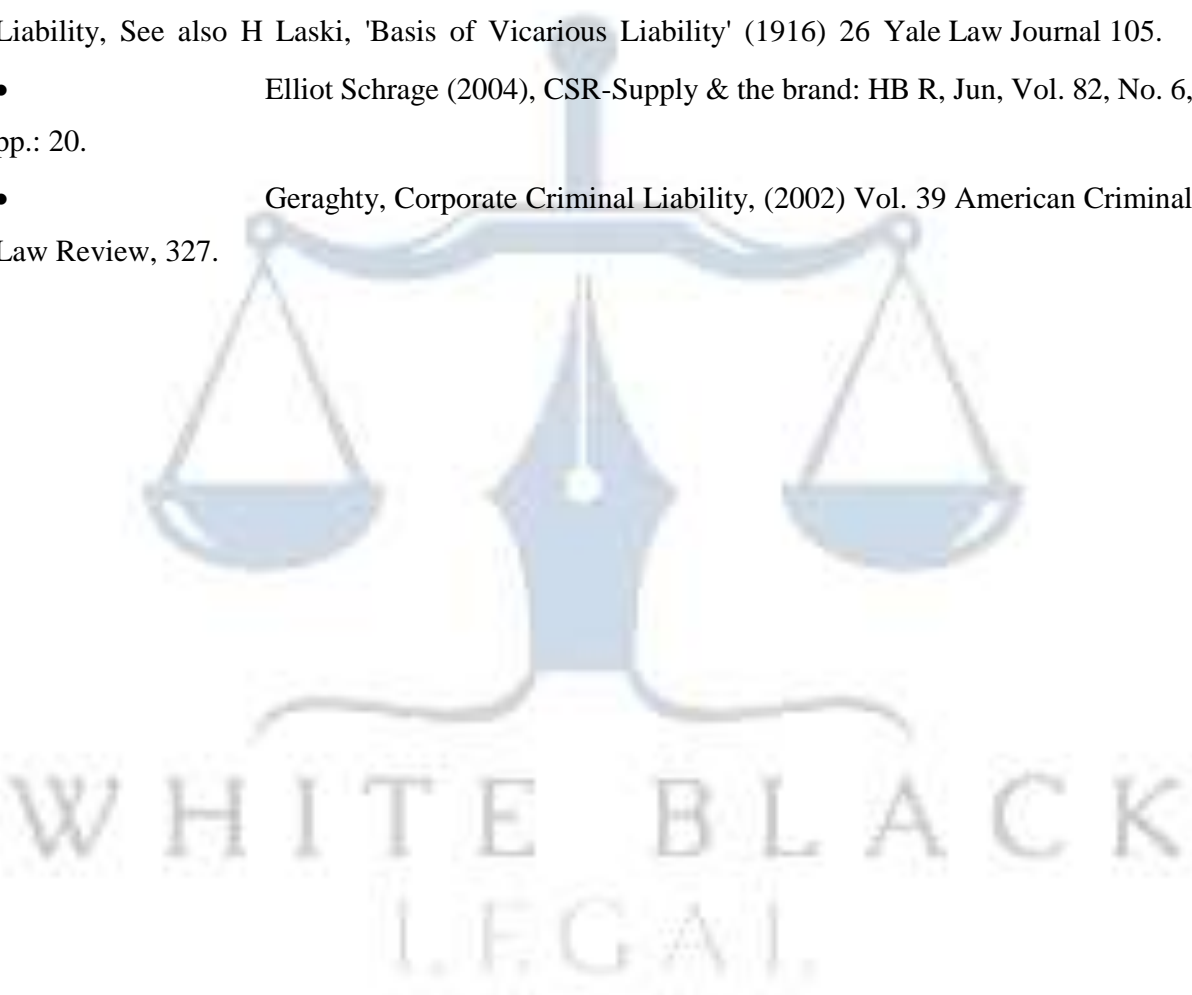 Liability, See also H Laski, 'Basis of Vicarious Liability' (1916) 26 Yale Law Journal 105.
• Elliot Schrage (2004), CSR-Supply & the brand: HB R, Jun, Vol. 82, No. 6,
pp.: 20.
• Geraghty, Corporate Criminal Liability, (2002) Vol. 39 American Criminal
Law Review, 327.
WHITE BLACK
LEGAL